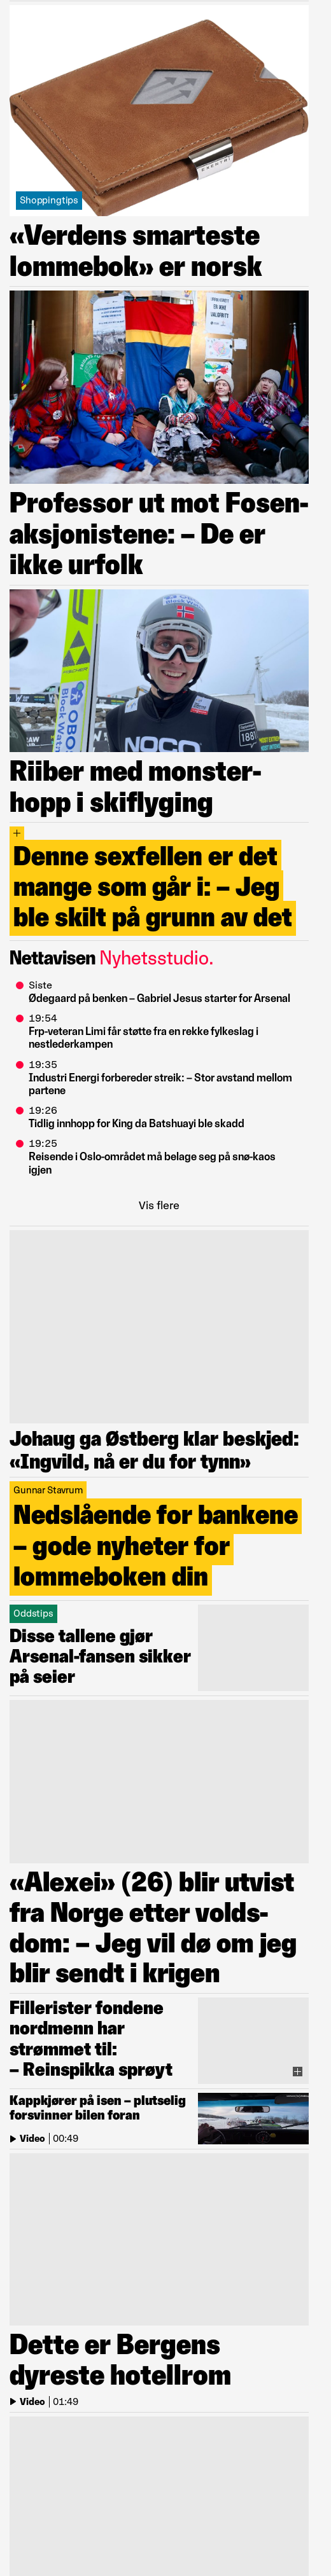 Shoppingtips
«Verdens smarteste
lommebok» er norsk
Professor ut mot Fosen-
aksjonistene: – De er
ikke urfolk
NOCO
Riiber med monster-
hopp i skiflyging
+
Denne sexfellen er det
mange som går i: – Jeg
ble skilt på grunn av det
Nettavisen Nyhetsstudio.
Siste
Ødegaard på benken – Gabriel Jesus starter for Arsenal
19:54
Frp-veteran Limi får støtte fra en rekke fylkeslag i
nestlederkampen
19:35
Industri Energi forbereder streik: – Stor avstand mellom
partene
19:26
Tidlig innhopp for King da Batshuayi ble skadd
19:25
Reisende i Oslo-området må belage seg på snø-kaos
igjen
Vis flere
Johaug ga Østberg klar beskjed:
«Ingvild, nå er du for tynn»
Gunnar Stavrum
Nedslående for bankene
– gode nyheter for
lommeboken din
Oddstips
Disse tallene gjør
Arsenal-fansen sikker
på seier
«Alexei» (26) blir utvist
fra Norge etter volds-
dom: – Jeg vil dø om jeg
blir sendt i krigen
Fillerister fondene
nordmenn har
strømmet til:
– Reinspikka sprøyt
Kappkjører på isen – plutselig
forsvinner bilen foran
Video | 00:49
Dette er Bergens
dyreste hotellrom
Video | 01:49